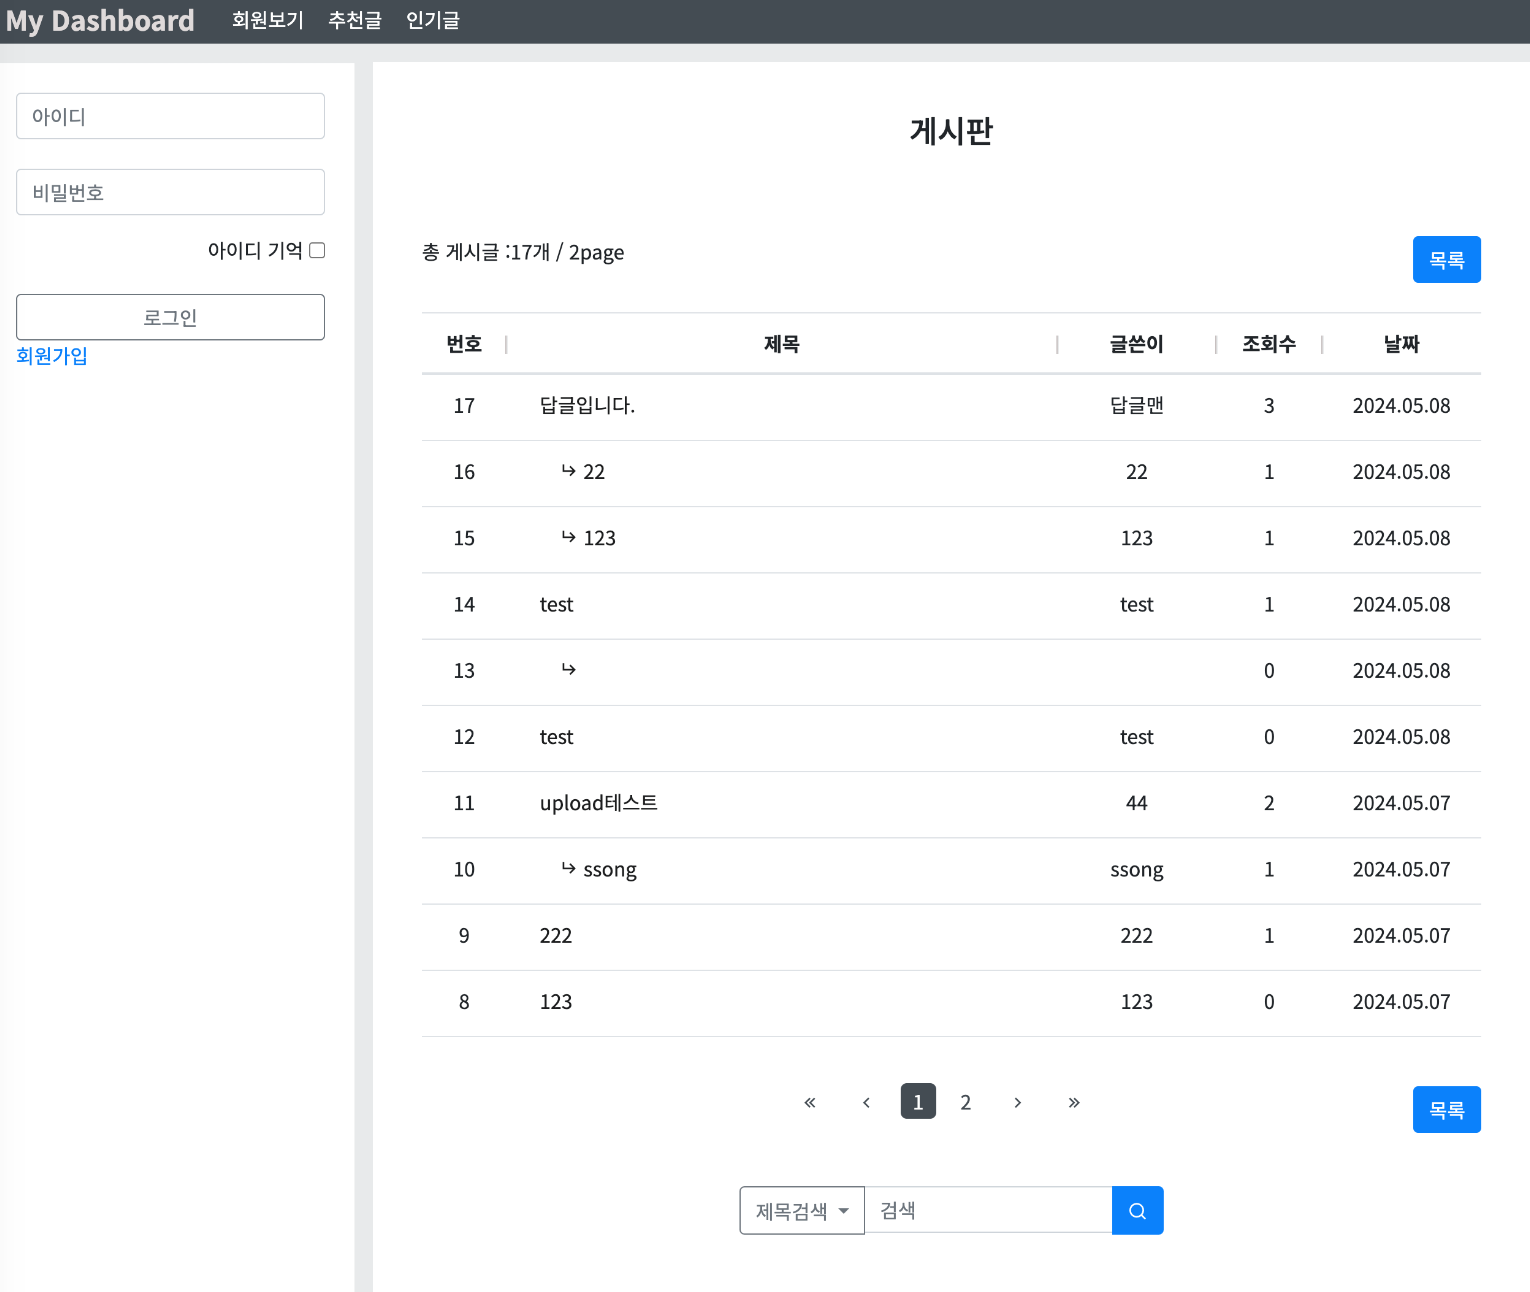 My Dashboard 회원보기 추천글 인기글
아이디
비밀번호
아이디 기억
로그인
회원가입
게시판
총 게시글 :17개 / 2page
목록
번호 | 제목 | 글쓴이 | 조회수 | 날짜
17 답글입니다. 답글맨 3 2024.05.08
16 ↳ 22 22 1 2024.05.08
15 ↳ 123 123 1 2024.05.08
14 test test 1 2024.05.08
13 ↳ 0 2024.05.08
12 test test 0 2024.05.08
11 upload테스트 44 2 2024.05.07
10 ↳ ssong ssong 1 2024.05.07
9 222 222 1 2024.05.07
8 123 123 0 2024.05.07
« ‹ 1 2 › »
목록
제목검색 검색